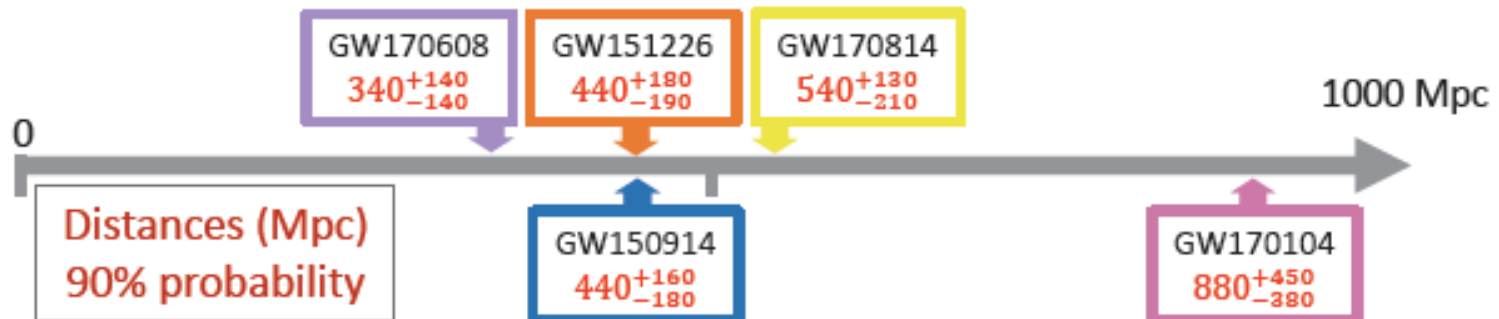 GW170608
340+140−140
GW151226
440+180−190
GW170814
540+130−210
0
1000 Mpc
Distances (Mpc)
90% probability
GW150914
440+160−180
GW170104
880+450−380